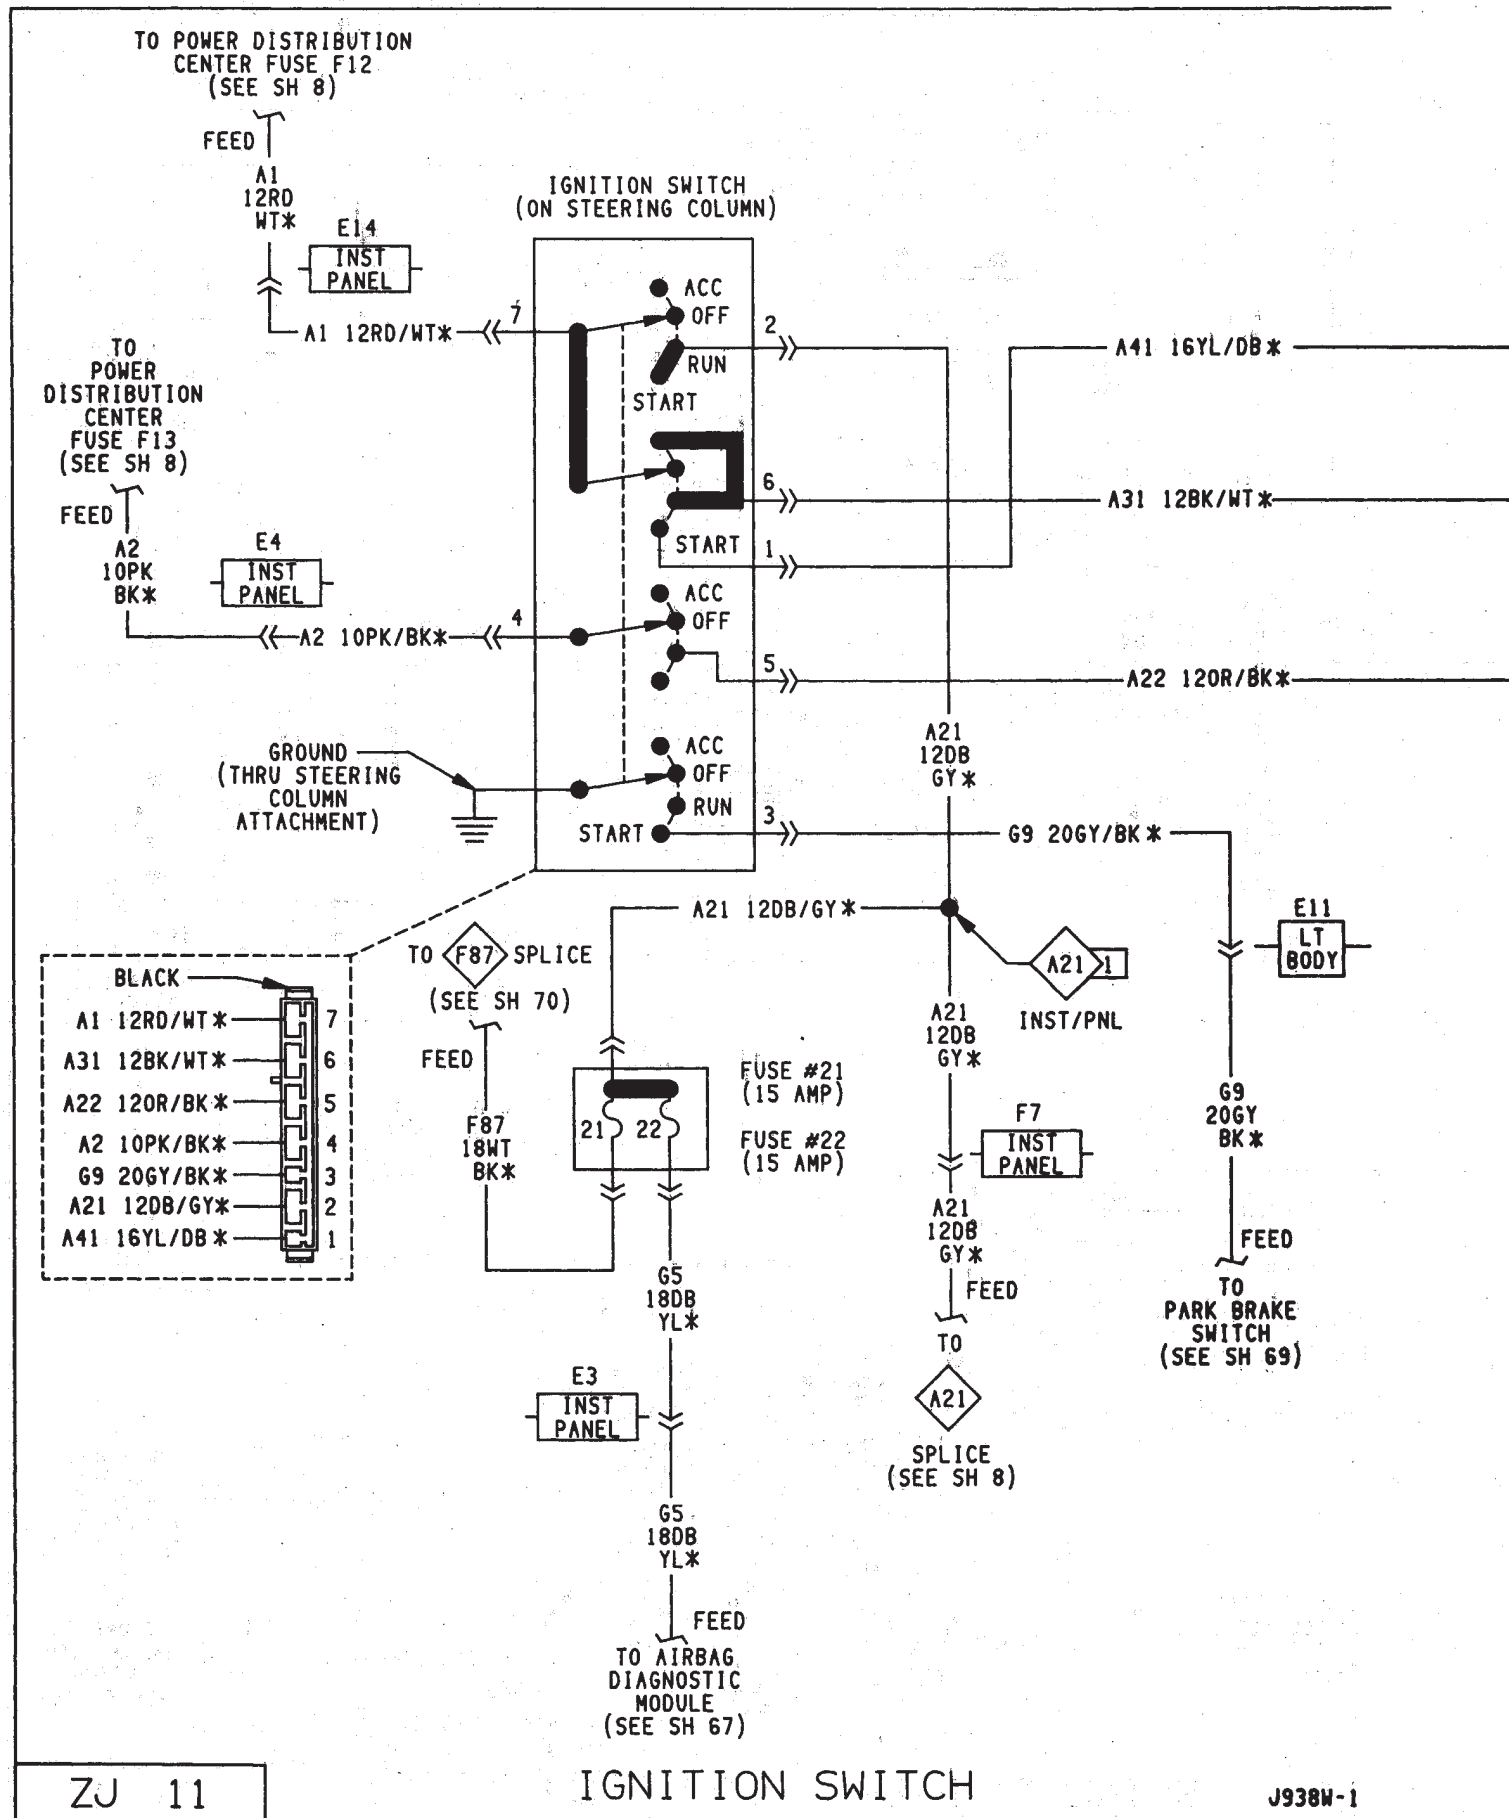 TO POWER DISTRIBUTION
CENTER FUSE F12
(SEE SH 8)
FEED
A1
12RD
WT*
E14
INST
PANEL
IGNITION SWITCH
(ON STEERING COLUMN)
A1 12RD/WT*
7
ACC
OFF
RUN
START
2
A41 16YL/DB*
TO
POWER
DISTRIBUTION
CENTER
FUSE F13
(SEE SH 8)
FEED
A2
10PK
BK*
E4
INST
PANEL
6
A31 12BK/WT*
START
1
A2 10PK/BK*
4
ACC
OFF
5
A22 12OR/BK*
GROUND
(THRU STEERING
COLUMN
ATTACHMENT)
ACC
OFF
RUN
START
3
A21
12DB
GY*
G9 20GY/BK*
A21 12DB/GY*
E11
LT
BODY
A21 1
INST/PNL
TO F87 SPLICE
(SEE SH 70)
FEED
F87
18WT
BK*
BLACK
A1 12RD/WT* 7
A31 12BK/WT* 6
A22 12OR/BK* 5
A2 10PK/BK* 4
G9 20GY/BK* 3
A21 12DB/GY* 2
A41 16YL/DB* 1
21 22
FUSE #21
(15 AMP)
FUSE #22
(15 AMP)
A21
12DB
GY*
F7
INST
PANEL
A21
12DB
GY*
FEED
TO
A21
SPLICE
(SEE SH 8)
G9
20GY
BK*
FEED
TO
PARK BRAKE
SWITCH
(SEE SH 69)
G5
18DB
YL*
E3
INST
PANEL
G5
18DB
YL*
FEED
TO AIRBAG
DIAGNOSTIC
MODULE
(SEE SH 67)
ZJ 11
IGNITION SWITCH
J938W-1